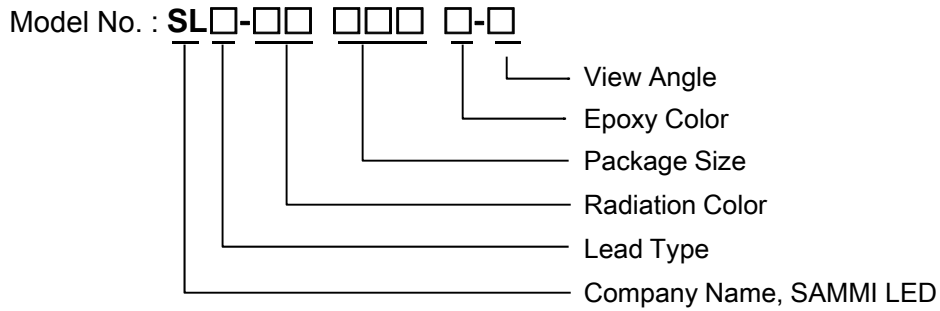 Model No. : SL□-□□ □□□ □-□
View Angle
Epoxy Color
Package Size
Radiation Color
Lead Type
Company Name, SAMMI LED